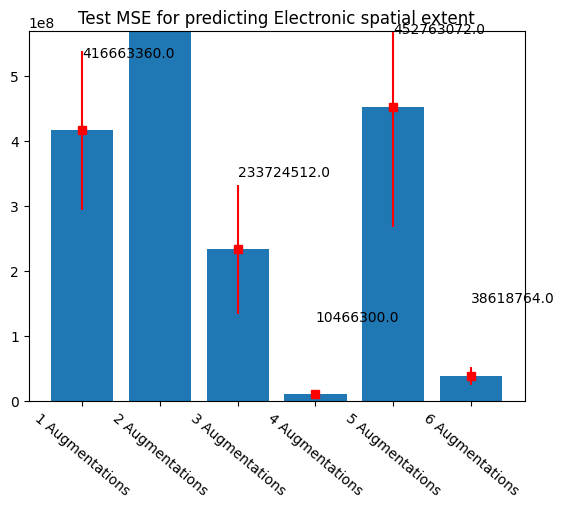 Test MSE for predicting Electronic spatial extent
1e8
5
4
3
2
1
0
416663360.0
233724512.0
10466300.0
452763072.0
38618764.0
1 Augmentations
2 Augmentations
3 Augmentations
4 Augmentations
5 Augmentations
6 Augmentations